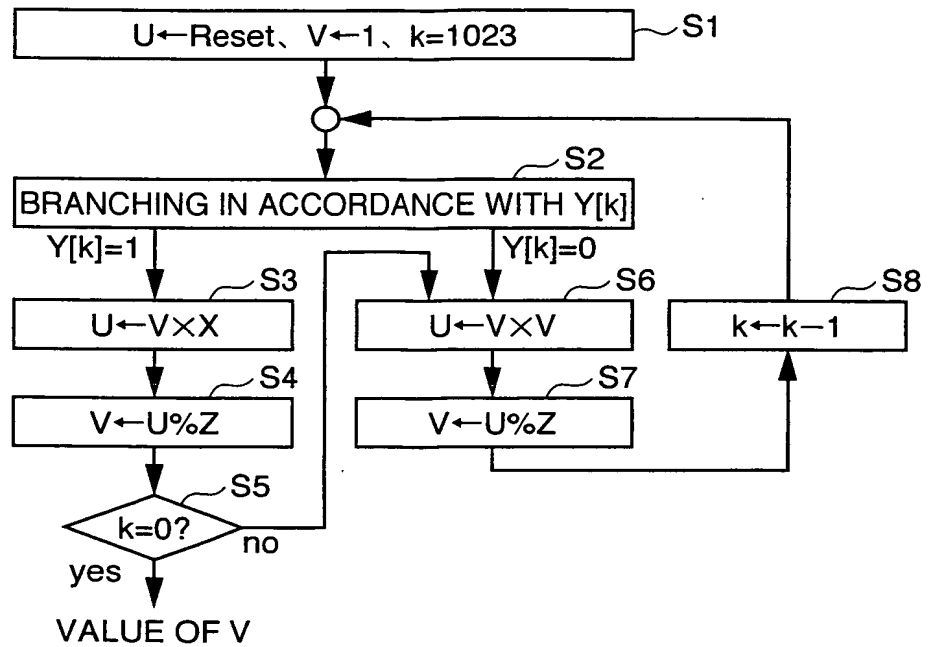 U←Reset、V←1、k=1023
S1
S2
BRANCHING IN ACCORDANCE WITH Y[k]
Y[k]=1
Y[k]=0
S3
U←V×X
S6
U←V×V
S8
k←k−1
S4
V←U%Z
S7
V←U%Z
S5
k=0?
no
yes
VALUE OF V